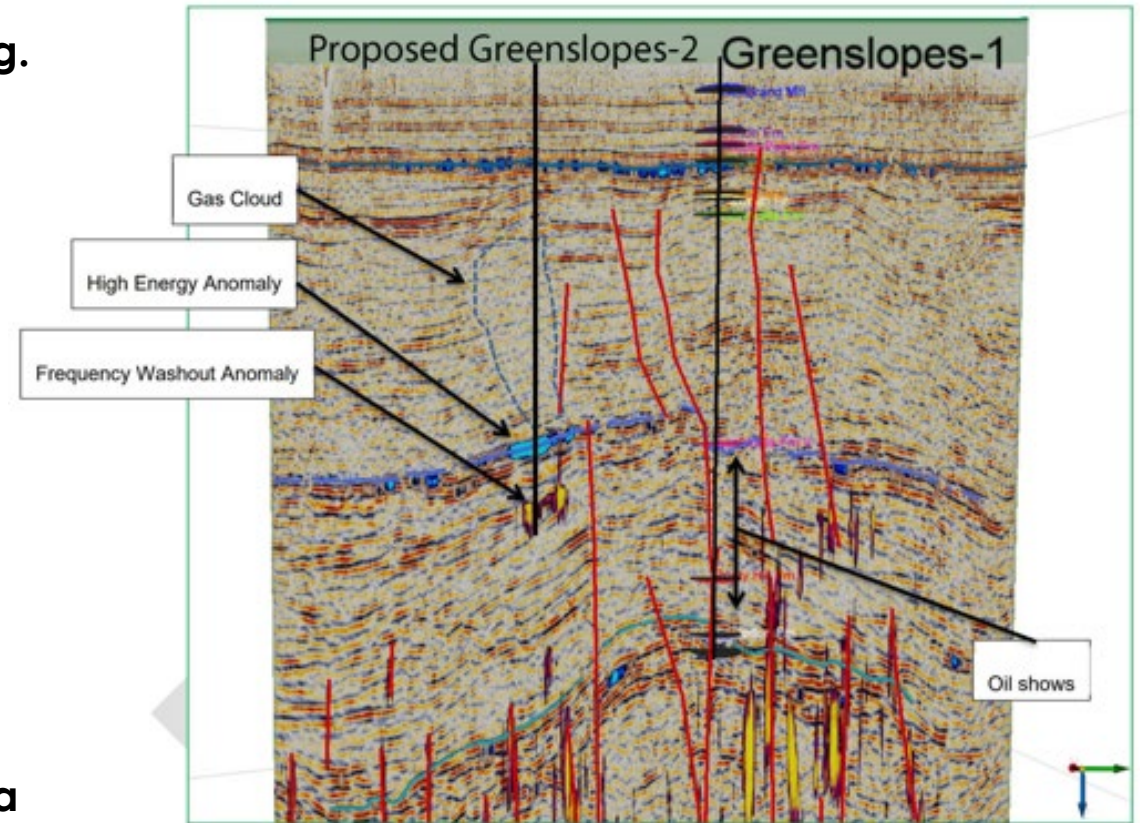 g.
Proposed Greenslopes-2
Greenslopes-1
Gas Cloud
High Energy Anomaly
Frequency Washout Anomaly
Oil shows
a